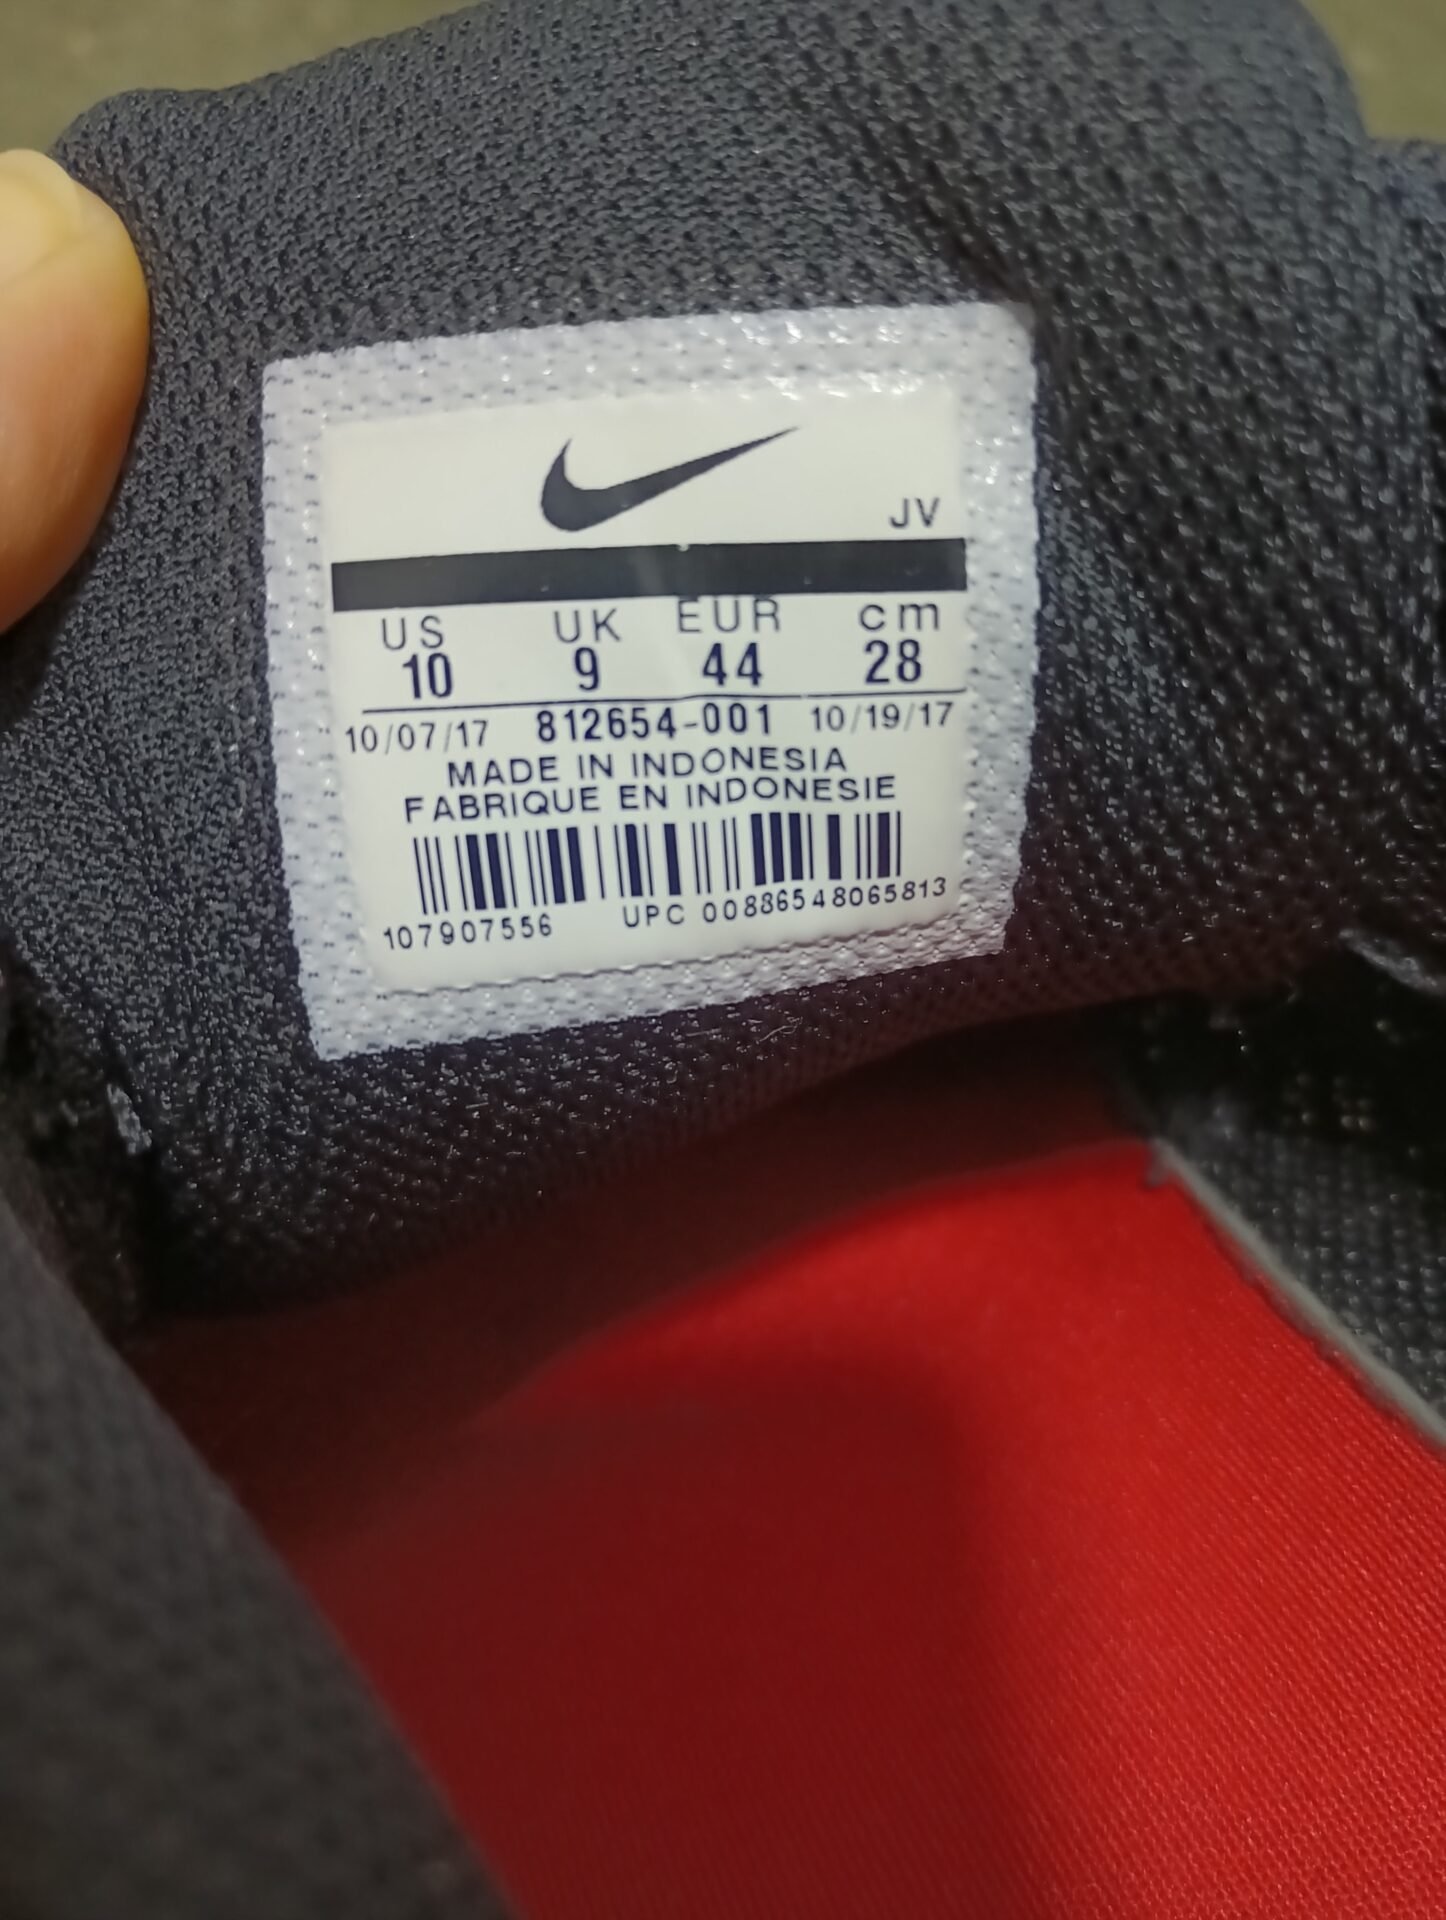 JV
US UK EUR cm
10 9 44 28
10/07/17 812654-001 10/19/17
MADE IN INDONESIA
FABRIQUE EN INDONESIE
107907556 UPC 00886548065813